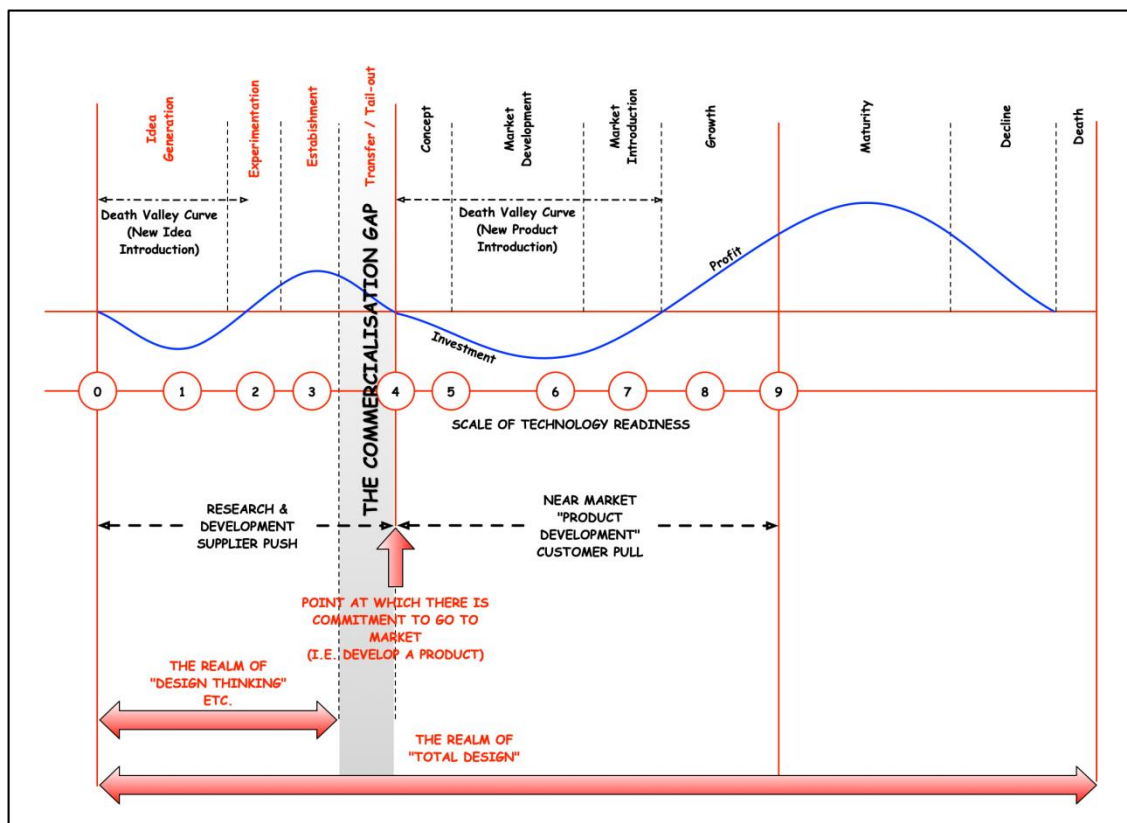 Idea
Generation
Experimentation
Estabishment
Transfer / Tail-out
Concept
Market
Development
Market
Introduction
Growth
Maturity
Decline
Death
Death Valley Curve
(New Idea
Introduction)
THE COMMERCIALISATION GAP
Death Valley Curve
(New Product
Introduction)
Investment
Profit
0
1
2
3
4
5
6
7
8
9
SCALE OF TECHNOLOGY READINESS
RESEARCH &
DEVELOPMENT
SUPPLIER PUSH
NEAR MARKET
"PRODUCT
DEVELOPMENT"
CUSTOMER PULL
POINT AT WHICH THERE IS
COMMITMENT TO GO TO
MARKET
(I.E. DEVELOP A PRODUCT)
THE REALM OF
"DESIGN THINKING"
ETC.
THE REALM OF
"TOTAL DESIGN"